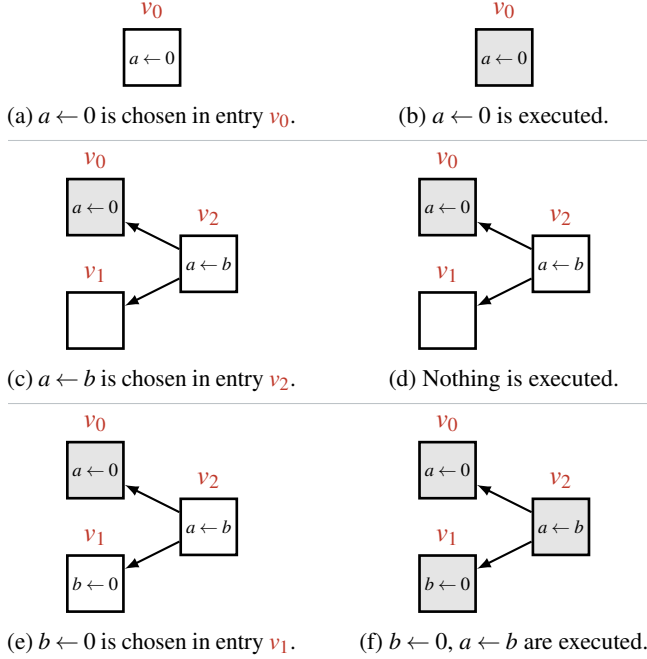 v₀ v₀
a ← 0 a ← 0
(a) a ← 0 is chosen in entry v₀. (b) a ← 0 is executed.
v₀ v₀
a ← 0 v₂ a ← 0 v₂
v₁ a ← b v₁ a ← b
(c) a ← b is chosen in entry v₂. (d) Nothing is executed.
v₀ v₀
a ← 0 v₂ a ← 0 v₂
v₁ a ← b v₁ a ← b
b ← 0 b ← 0
(e) b ← 0 is chosen in entry v₁. (f) b ← 0, a ← b are executed.